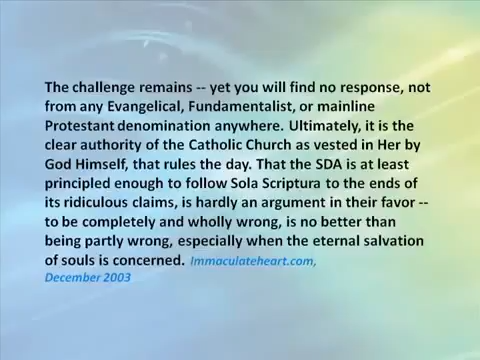 The challenge remains -- yet you will find no response, not
from any Evangelical, Fundamentalist, or mainline
Protestant denomination anywhere. Ultimately, it is the
clear authority of the Catholic Church as vested in Her by
God Himself, that rules the day. That the SDA is at least
principled enough to follow Sola Scriptura to the ends of
its ridiculous claims, is hardly an argument in their favor --
to be completely and wholly wrong, is no better than
being partly wrong, especially when the eternal salvation
of souls is concerned. Immaculateheart.com,
December 2003